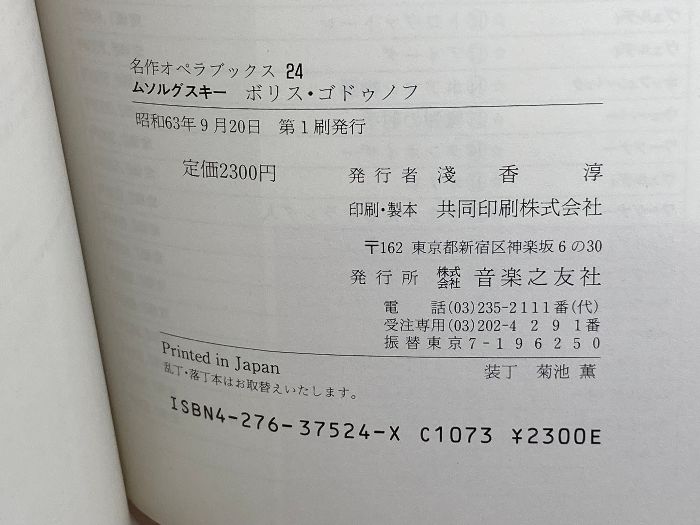 名作オペラブックス 24
ムソルグスキー ボリス・ゴドゥノフ
昭和63年9月20日 第1刷発行
定価2300円 発行者 淺香 淳
印刷・製本 共同印刷株式会社
〒162 東京都新宿区神楽坂6の30
発行所 株式会社 音楽之友社
電話(03)235-2111番(代)
受注専用(03)202-4291番
振替東京7-196250
Printed in Japan
乱丁・落丁本はお取替えいたします。
装丁 菊池 薫
ISBN4-276-37524-X C1073 ¥2300E